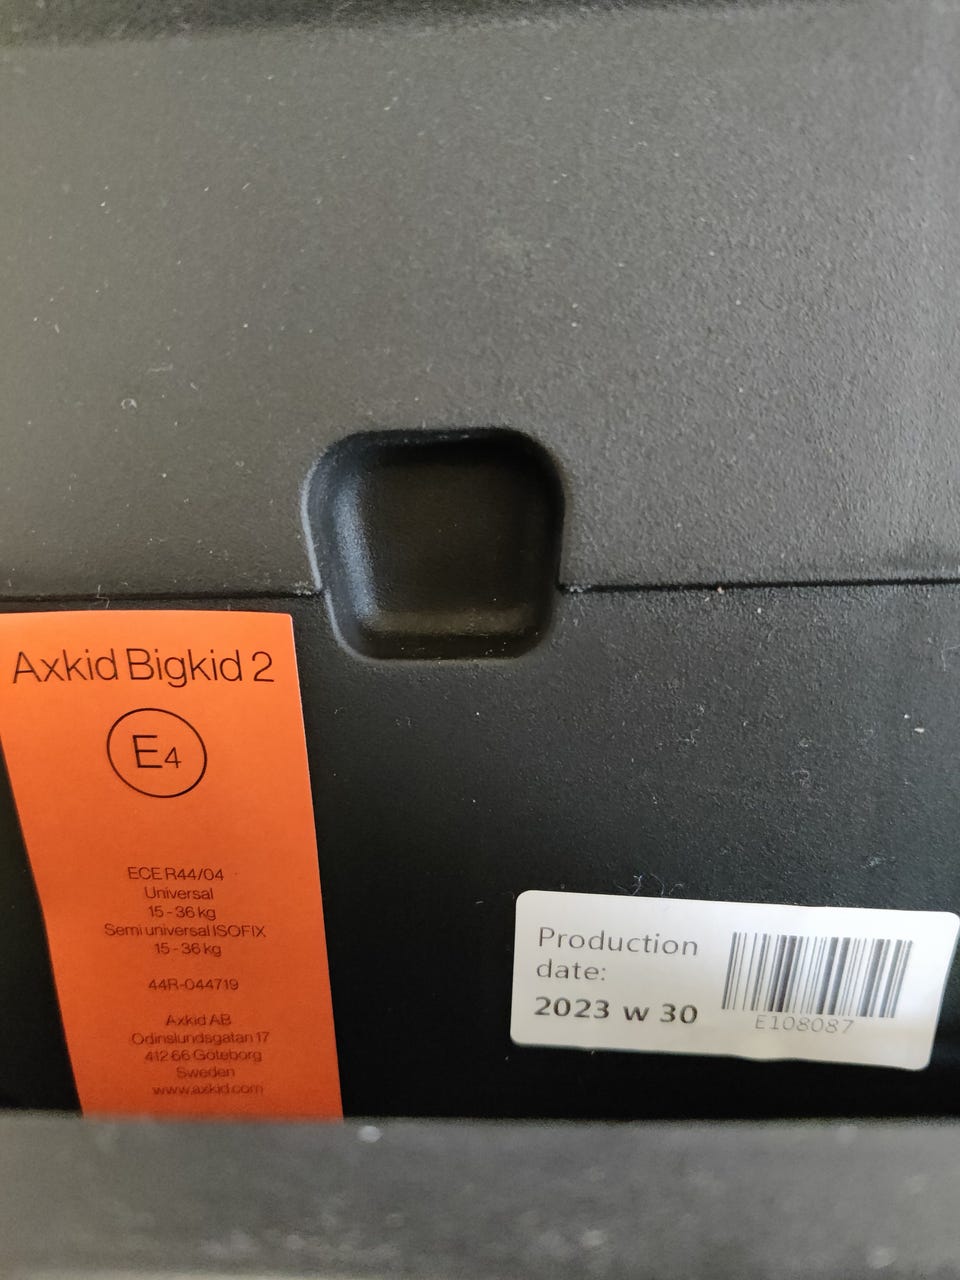 Axkid Bigkid 2
E4
ECE R44/04
Universal
15 - 36 kg
Semi universal ISOFIX
15 - 36 kg
44R-044719
Axkid AB
Odinslundsgatan 17
412 66 Göteborg
Sweden
www.axkid.com
Production
date:
2023 w 30
E108087